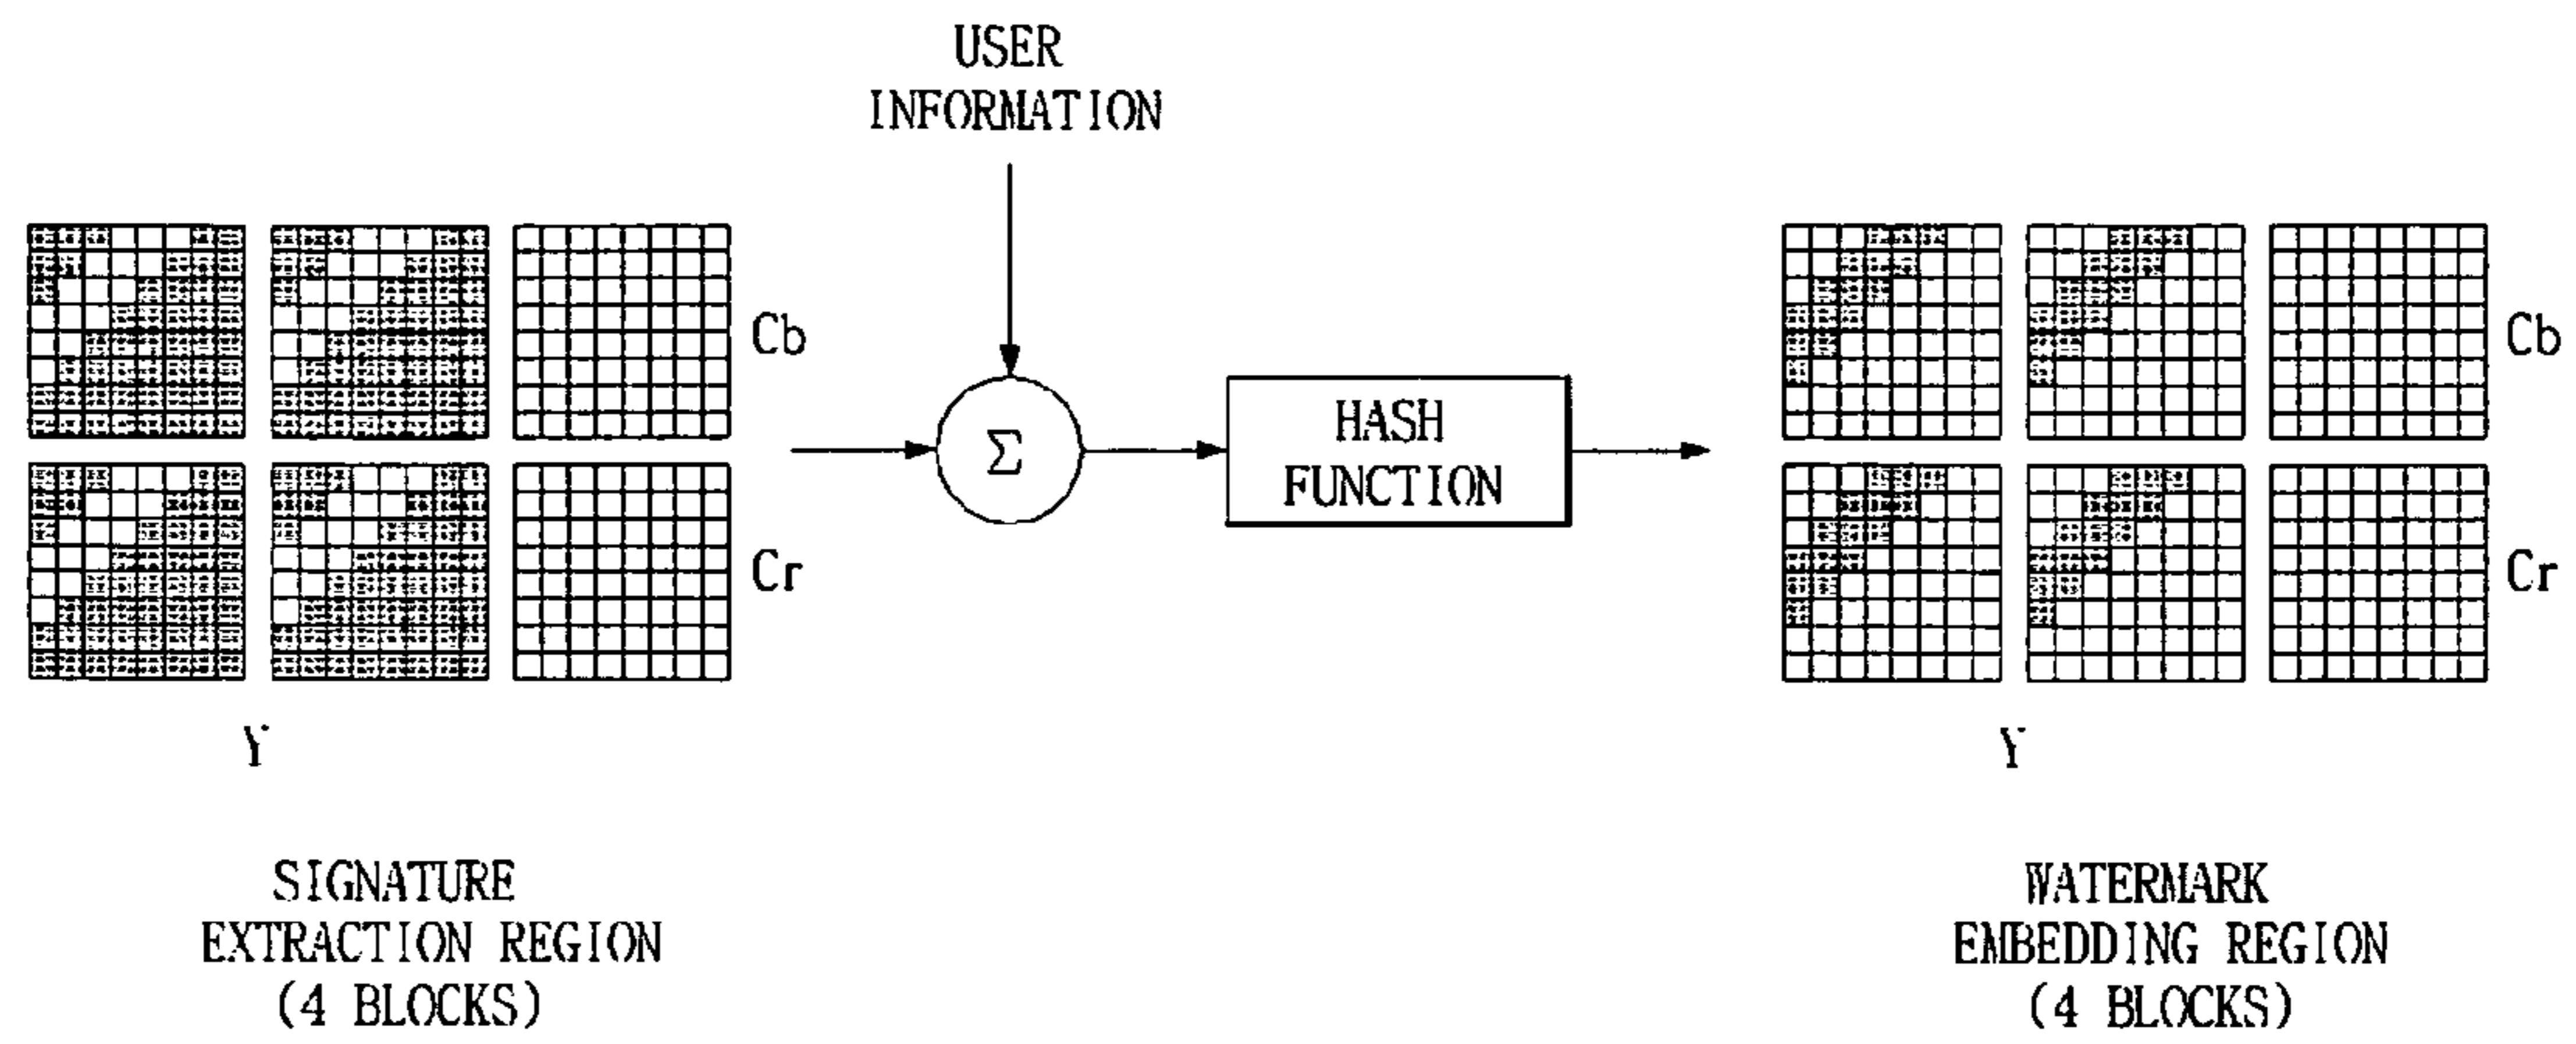 USER
INFORMATION
Cb
Cr
Y
Σ
HASH
FUNCTION
Cb
Cr
Y
SIGNATURE
EXTRACTION REGION
(4 BLOCKS)
WATERMARK
EMBEDDING REGION
(4 BLOCKS)